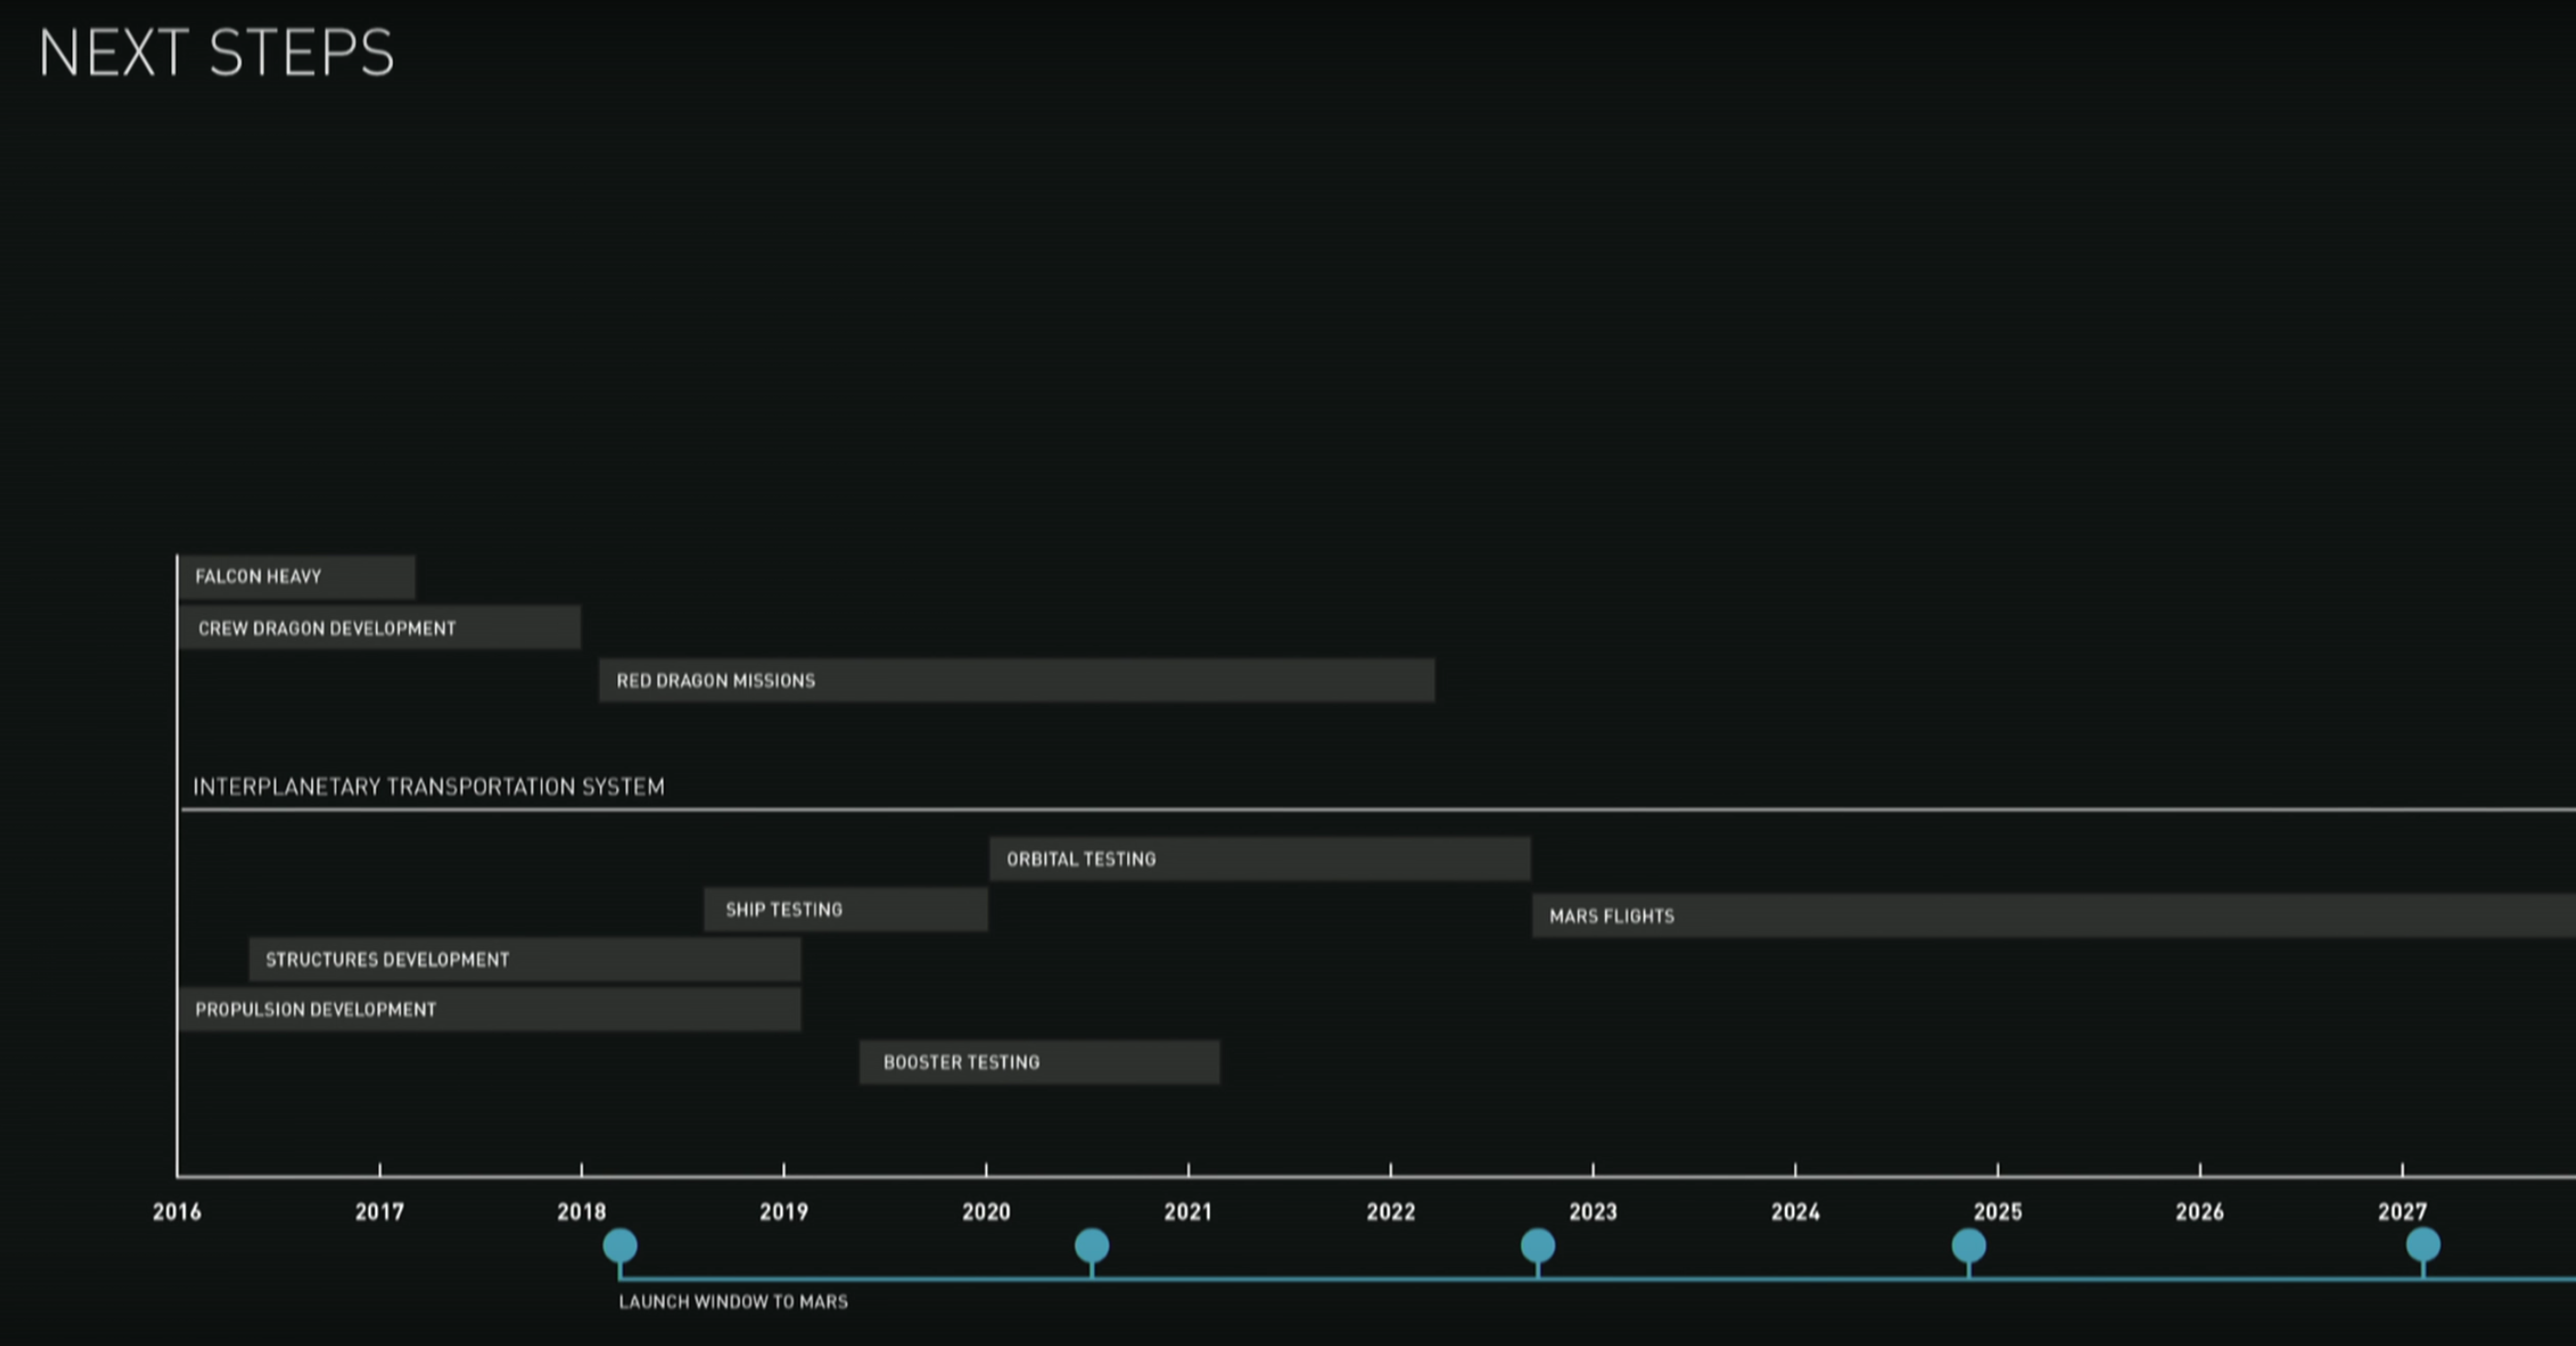 NEXT STEPS
FALCON HEAVY
CREW DRAGON DEVELOPMENT
RED DRAGON MISSIONS
INTERPLANETARY TRANSPORTATION SYSTEM
ORBITAL TESTING
SHIP TESTING
MARS FLIGHTS
STRUCTURES DEVELOPMENT
PROPULSION DEVELOPMENT
BOOSTER TESTING
2016 2017 2018 2019 2020 2021 2022 2023 2024 2025 2026 2027
LAUNCH WINDOW TO MARS